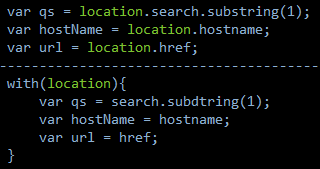 var qs = location.search.substring(1);
var hostName = location.hostname;
var url = location.href;
with(location){
    var qs = search.subdtring(1);
    var hostName = hostname;
    var url = href;
}